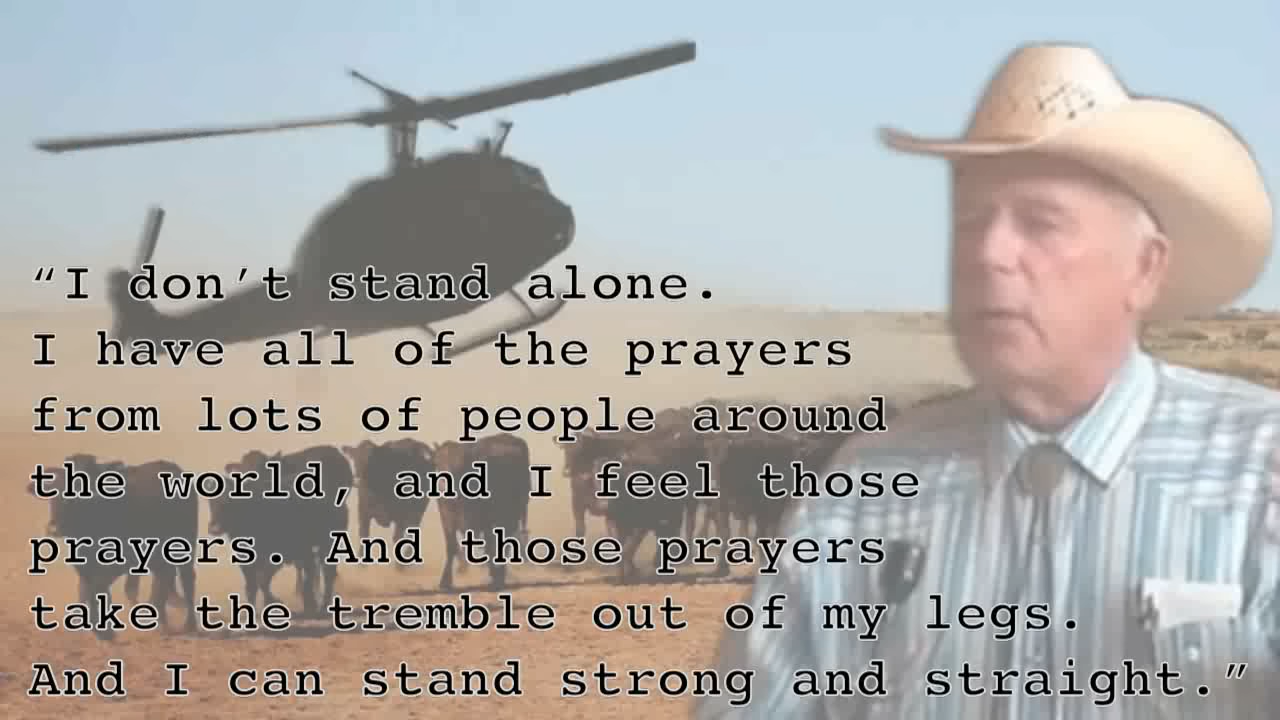 “I don’t stand alone.
I have all of the prayers
from lots of people around
the world, and I feel those
prayers. And those prayers
take the tremble out of my legs.
And I can stand strong and straight.”